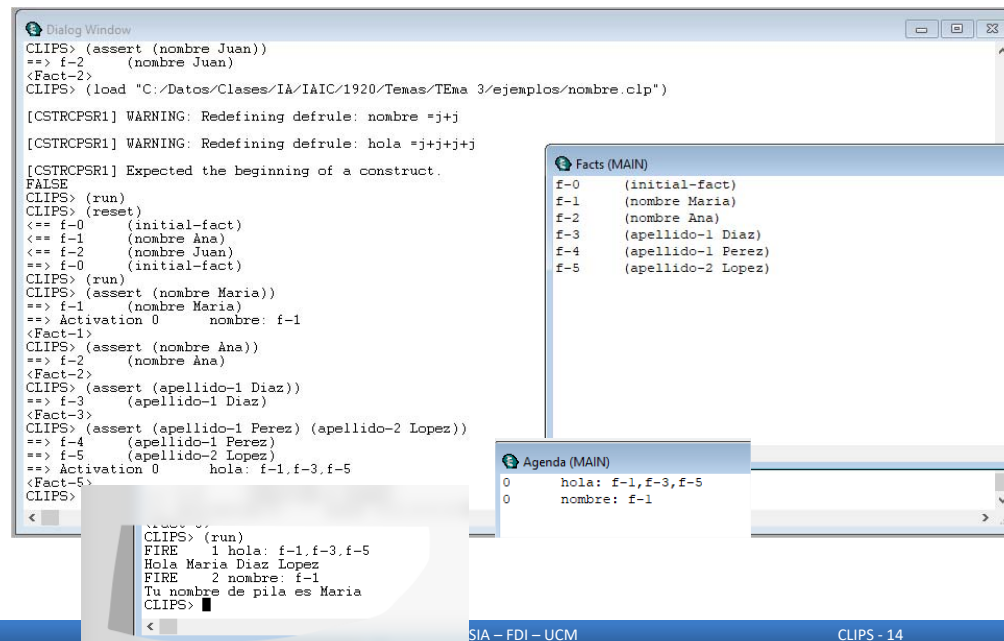 Dialog Window
CLIPS> (assert (nombre Juan))
==> f-2     (nombre Juan)
<Fact-2>
CLIPS> (load "C:/Datos/Clases/IA/IAIC/1920/Temas/TEma 3/ejemplos/nombre.clp")
[CSTRCPSR1] WARNING: Redefining defrule: nombre =j+j
[CSTRCPSR1] WARNING: Redefining defrule: hola =j+j+j+j
[CSTRCPSR1] Expected the beginning of a construct.
FALSE
CLIPS> (run)
CLIPS> (reset)
<== f-0     (initial-fact)
<== f-1     (nombre Ana)
<== f-2     (nombre Juan)
==> f-0     (initial-fact)
CLIPS> (run)
CLIPS> (assert (nombre Maria))
==> f-1     (nombre Maria)
==> Activation 0     nombre: f-1
<Fact-1>
CLIPS> (assert (nombre Ana))
==> f-2     (nombre Ana)
<Fact-2>
CLIPS> (assert (apellido-1 Diaz))
==> f-3     (apellido-1 Diaz)
<Fact-3>
CLIPS> (assert (apellido-1 Perez) (apellido-2 Lopez))
==> f-4     (apellido-1 Perez)
==> f-5     (apellido-2 Lopez)
==> Activation 0     hola: f-1,f-3,f-5
<Fact-5>
CLIPS>
Facts (MAIN)
f-0     (initial-fact)
f-1     (nombre Maria)
f-2     (nombre Ana)
f-3     (apellido-1 Diaz)
f-4     (apellido-1 Perez)
f-5     (apellido-2 Lopez)
Agenda (MAIN)
0     hola: f-1,f-3,f-5
0     nombre: f-1
CLIPS> (run)
FIRE    1 hola: f-1,f-3,f-5
Hola Maria Diaz Lopez
FIRE    2 nombre: f-1
Tu nombre de pila es Maria
CLIPS>
SIA – FDI – UCM
CLIPS - 14